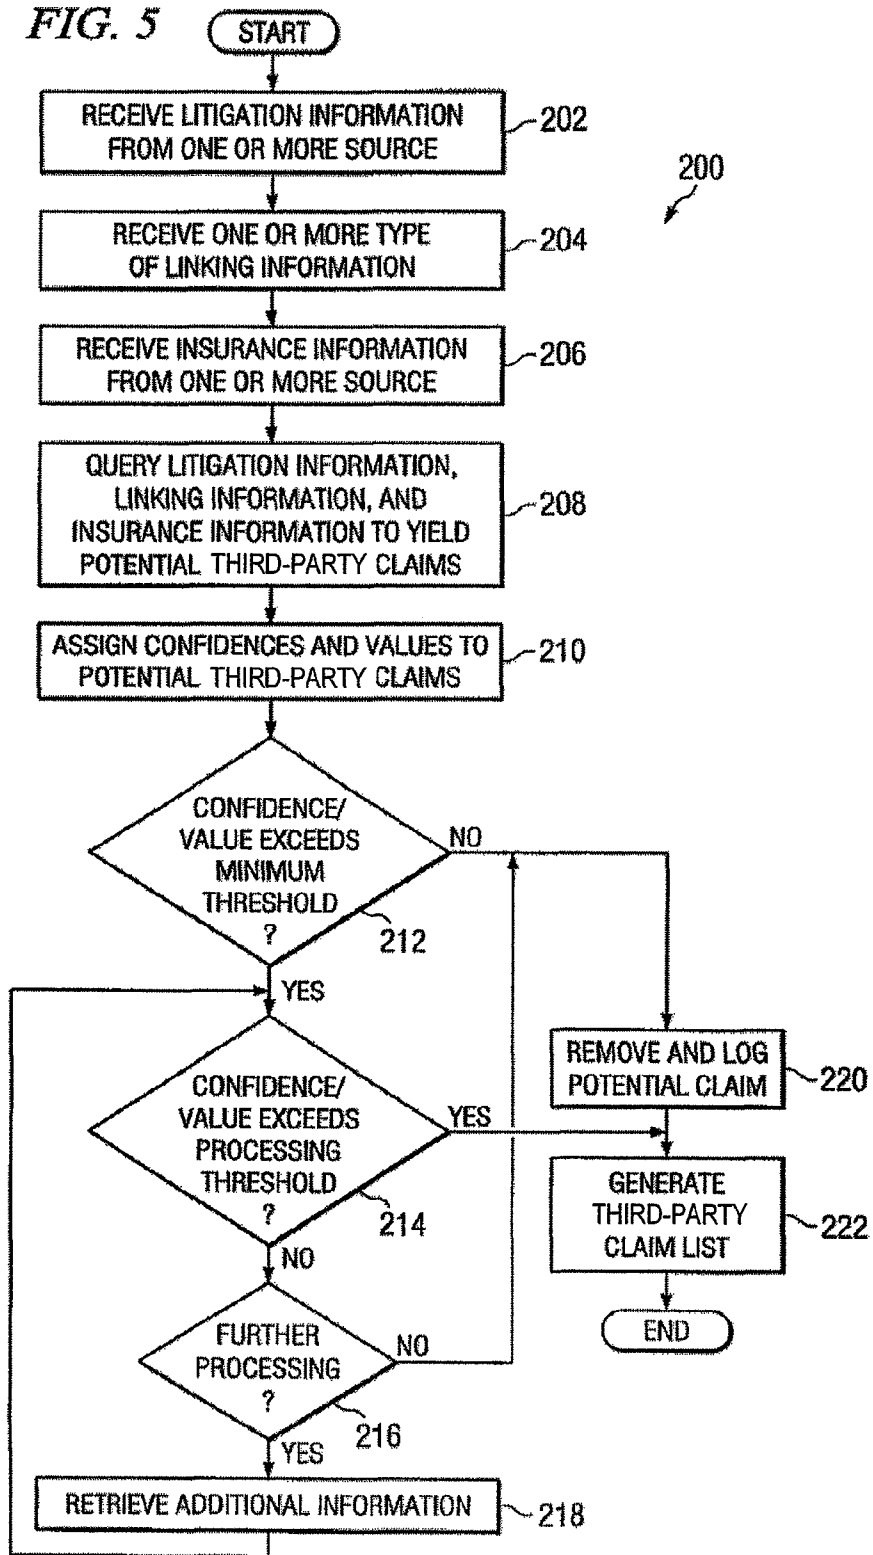 FIG. 5
START
RECEIVE LITIGATION INFORMATION
FROM ONE OR MORE SOURCE
202
200
RECEIVE ONE OR MORE TYPE
OF LINKING INFORMATION
204
RECEIVE INSURANCE INFORMATION
FROM ONE OR MORE SOURCE
206
QUERY LITIGATION INFORMATION,
LINKING INFORMATION, AND
INSURANCE INFORMATION TO YIELD
POTENTIAL THIRD-PARTY CLAIMS
208
ASSIGN CONFIDENCES AND VALUES TO
POTENTIAL THIRD-PARTY CLAIMS
210
CONFIDENCE/
VALUE EXCEEDS
MINIMUM
THRESHOLD
?
212
NO
YES
CONFIDENCE/
VALUE EXCEEDS
PROCESSING
THRESHOLD
?
214
YES
NO
REMOVE AND LOG
POTENTIAL CLAIM
220
GENERATE
THIRD-PARTY
CLAIM LIST
222
END
FURTHER
PROCESSING
?
216
NO
YES
RETRIEVE ADDITIONAL INFORMATION
218